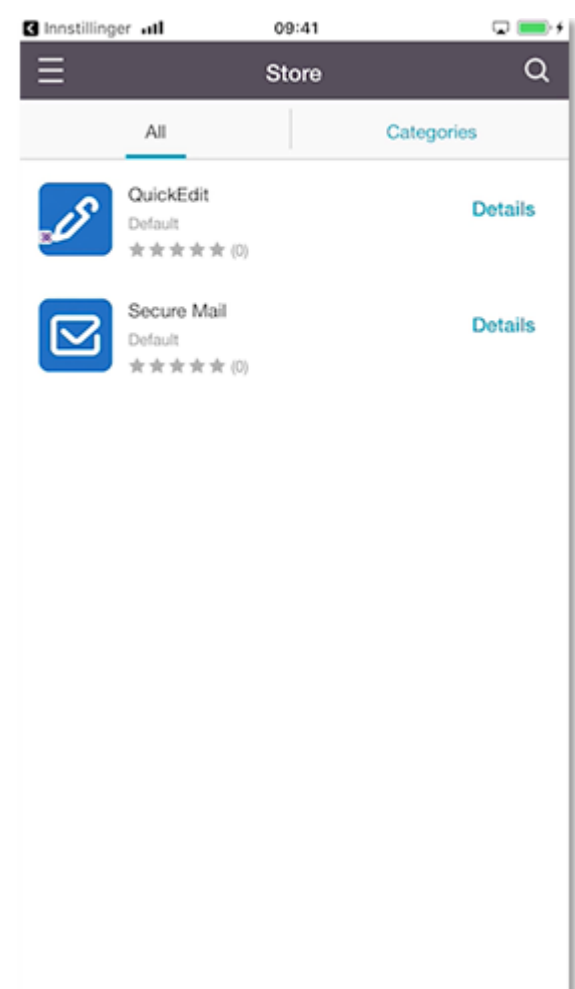 Innstillinger 09:41
Store
All Categories
QuickEdit
Default
Details
(0)
Secure Mail
Default
Details
(0)